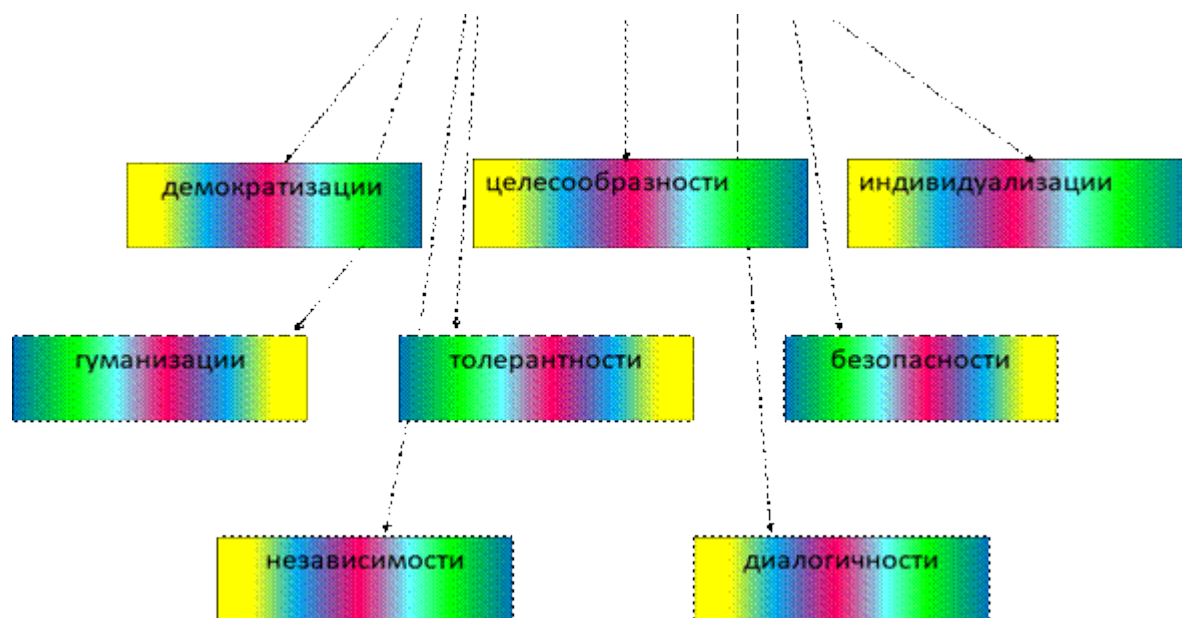 демократизации
целесообразности
индивидуализации
гуманизации
толерантности
безопасности
независимости
диалогичности